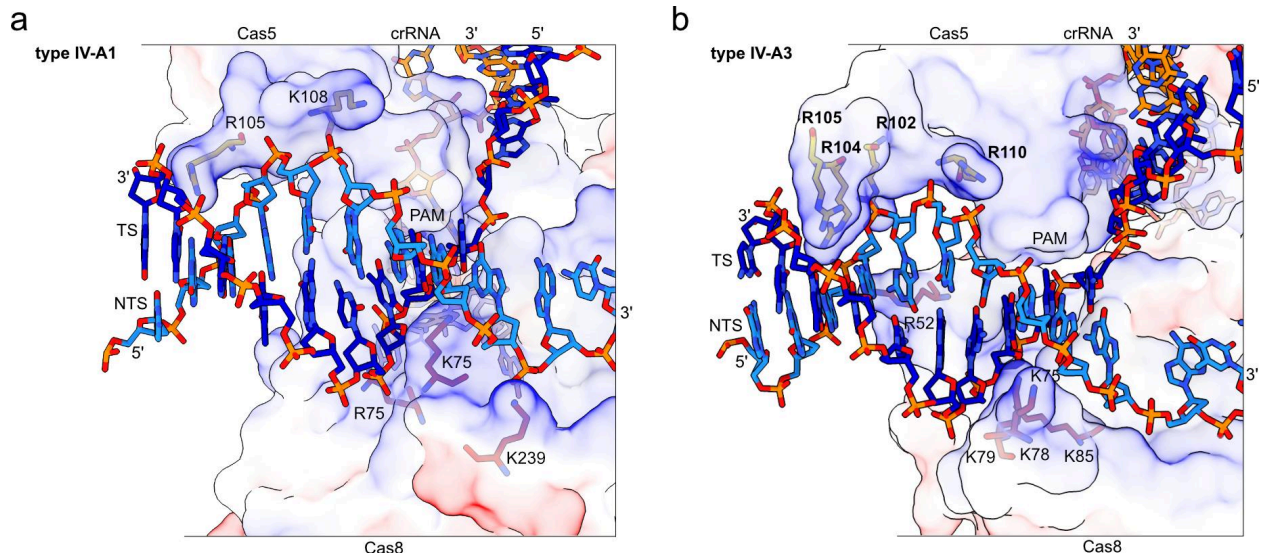 a
type IV-A1
Cas5
crRNA
3'
5'
K108
R105
3'
TS
PAM
NTS
5'
3'
K75
R75
K239
Cas8
b
type IV-A3
Cas5
crRNA
5'
R105
R102
R104
R110
3'
PAM
TS
NTS
R52
5'
K75
3'
K79
K78
K85